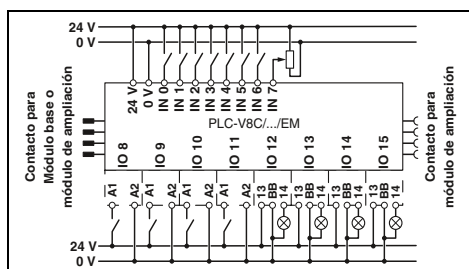 24 V
0 V
24 V
0 V
IN 0
IN 1
IN 2
IN 3
IN 4
IN 5
IN 6
IN 7
Contacto para
Módulo base o
módulo de ampliación
PLC-V8C/.../EM
Contacto para
módulo de ampliación
IO 8
IO 9
IO 10
IO 11
IO 12
IO 13
IO 14
IO 15
A1
A2
A1
A2
A1
A2
A1
A2
13
BB
14
13
BB
14
13
BB
14
13
BB
14
24 V
0 V